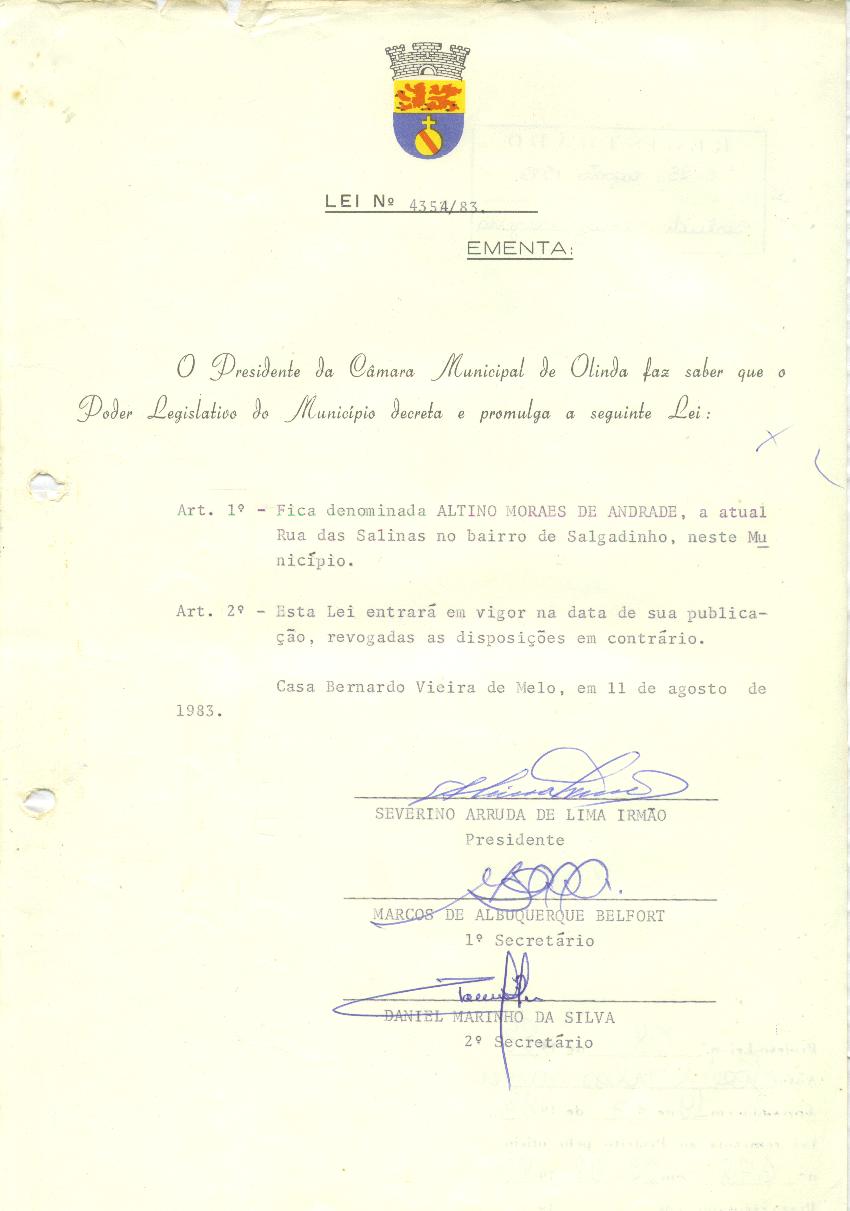 LEI Nº 4354/83.
EMENTA:
O Presidente da Câmara Municipal de Olinda faz saber que o
Poder Legislativo do Município decreta e promulga a seguinte Lei:
Art. 1º - Fica denominada ALTINO MORAES DE ANDRADE, a atual
Rua das Salinas no bairro de Salgadinho, neste Mu
nicípio.
Art. 2º - Esta Lei entrará em vigor na data de sua publica-
ção, revogadas as disposições em contrário.
Casa Bernardo Vieira de Melo, em 11 de agosto de
1983.
SEVERINO ARRUDA DE LIMA IRMÃO
Presidente
MARCOS DE ALBUQUERQUE BELFORT
1º Secretário
DANIEL MARINHO DA SILVA
2º Secretário